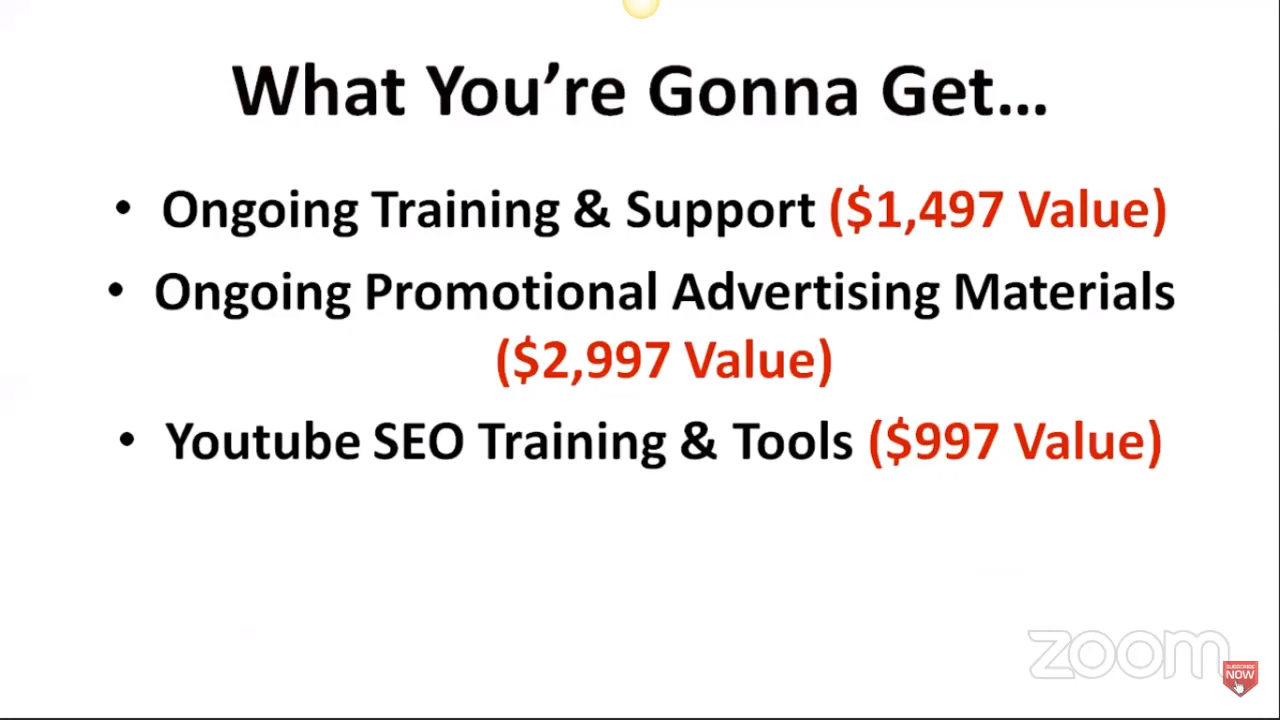 What You’re Gonna Get...
• Ongoing Training & Support ($1,497 Value)
• Ongoing Promotional Advertising Materials
($2,997 Value)
• Youtube SEO Training & Tools ($997 Value)
zoom
SUBSCRIBE
NOW